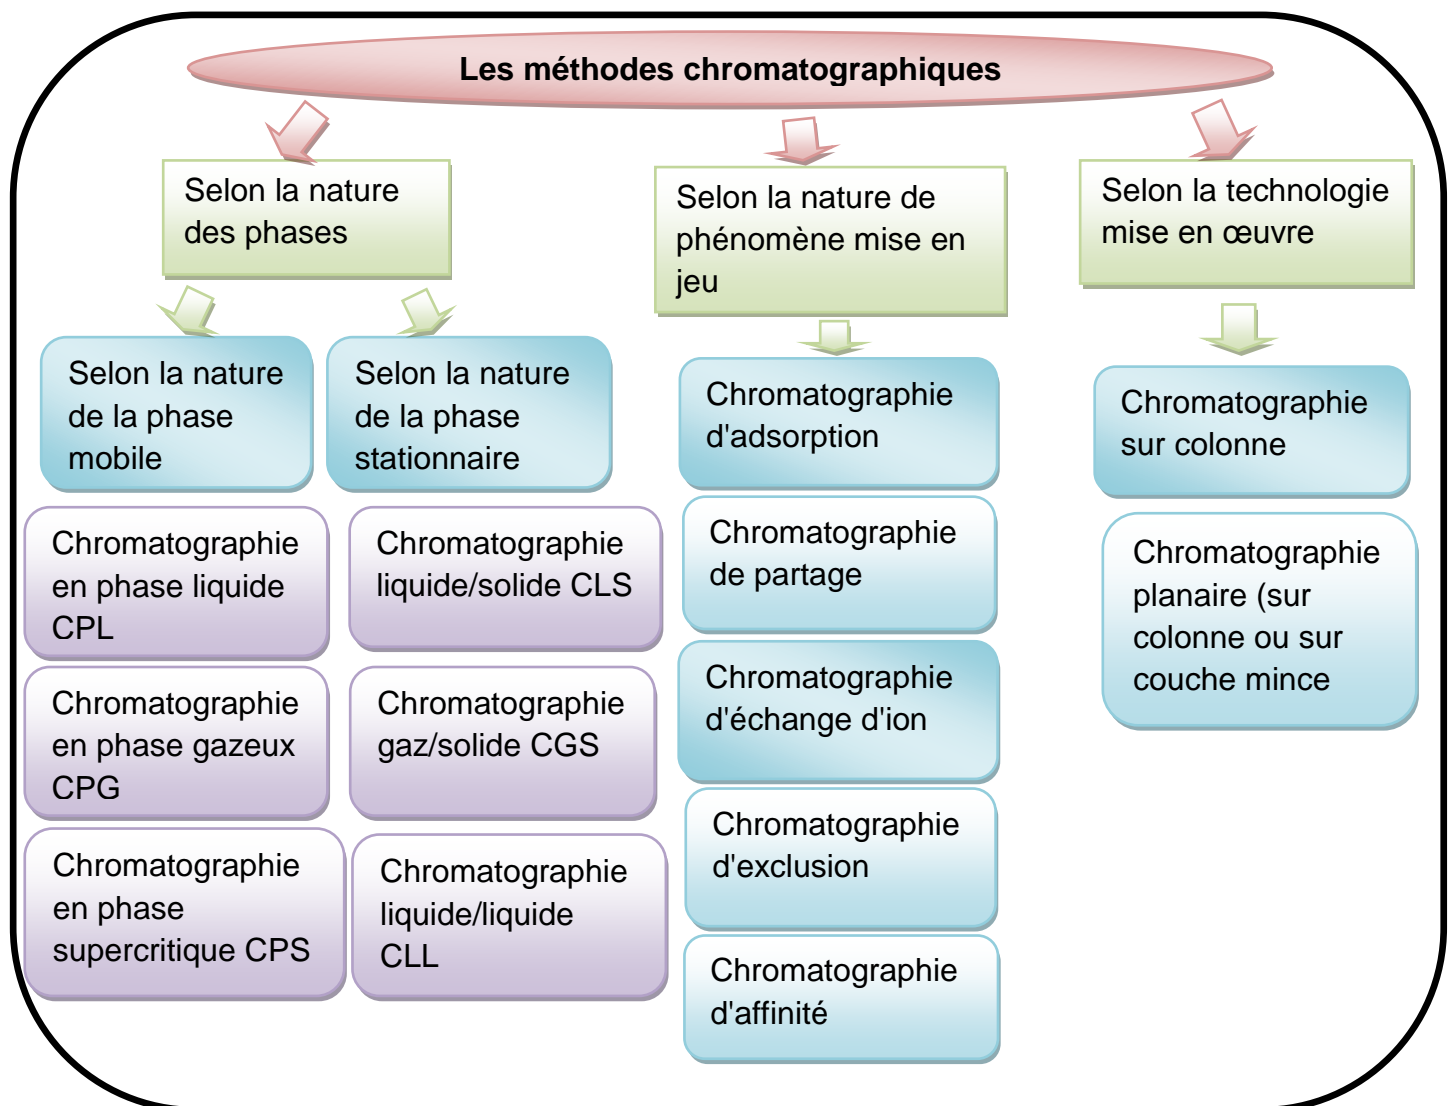 Les méthodes chromatographiques
Selon la nature
des phases
Selon la nature
de la phase
mobile
Chromatographie
en phase liquide
CPL
Chromatographie
en phase gazeux
CPG
Chromatographie
en phase
supercritique CPS
Selon la nature
de la phase
stationnaire
Chromatographie
liquide/solide CLS
Chromatographie
gaz/solide CGS
Chromatographie
liquide/liquide
CLL
Selon la nature de
phénomène mise en
jeu
Chromatographie
d'adsorption
Chromatographie
de partage
Chromatographie
d'échange d'ion
Chromatographie
d'exclusion
Chromatographie
d'affinité
Selon la technologie
mise en œuvre
Chromatographie
sur colonne
Chromatographie
planaire (sur
colonne ou sur
couche mince